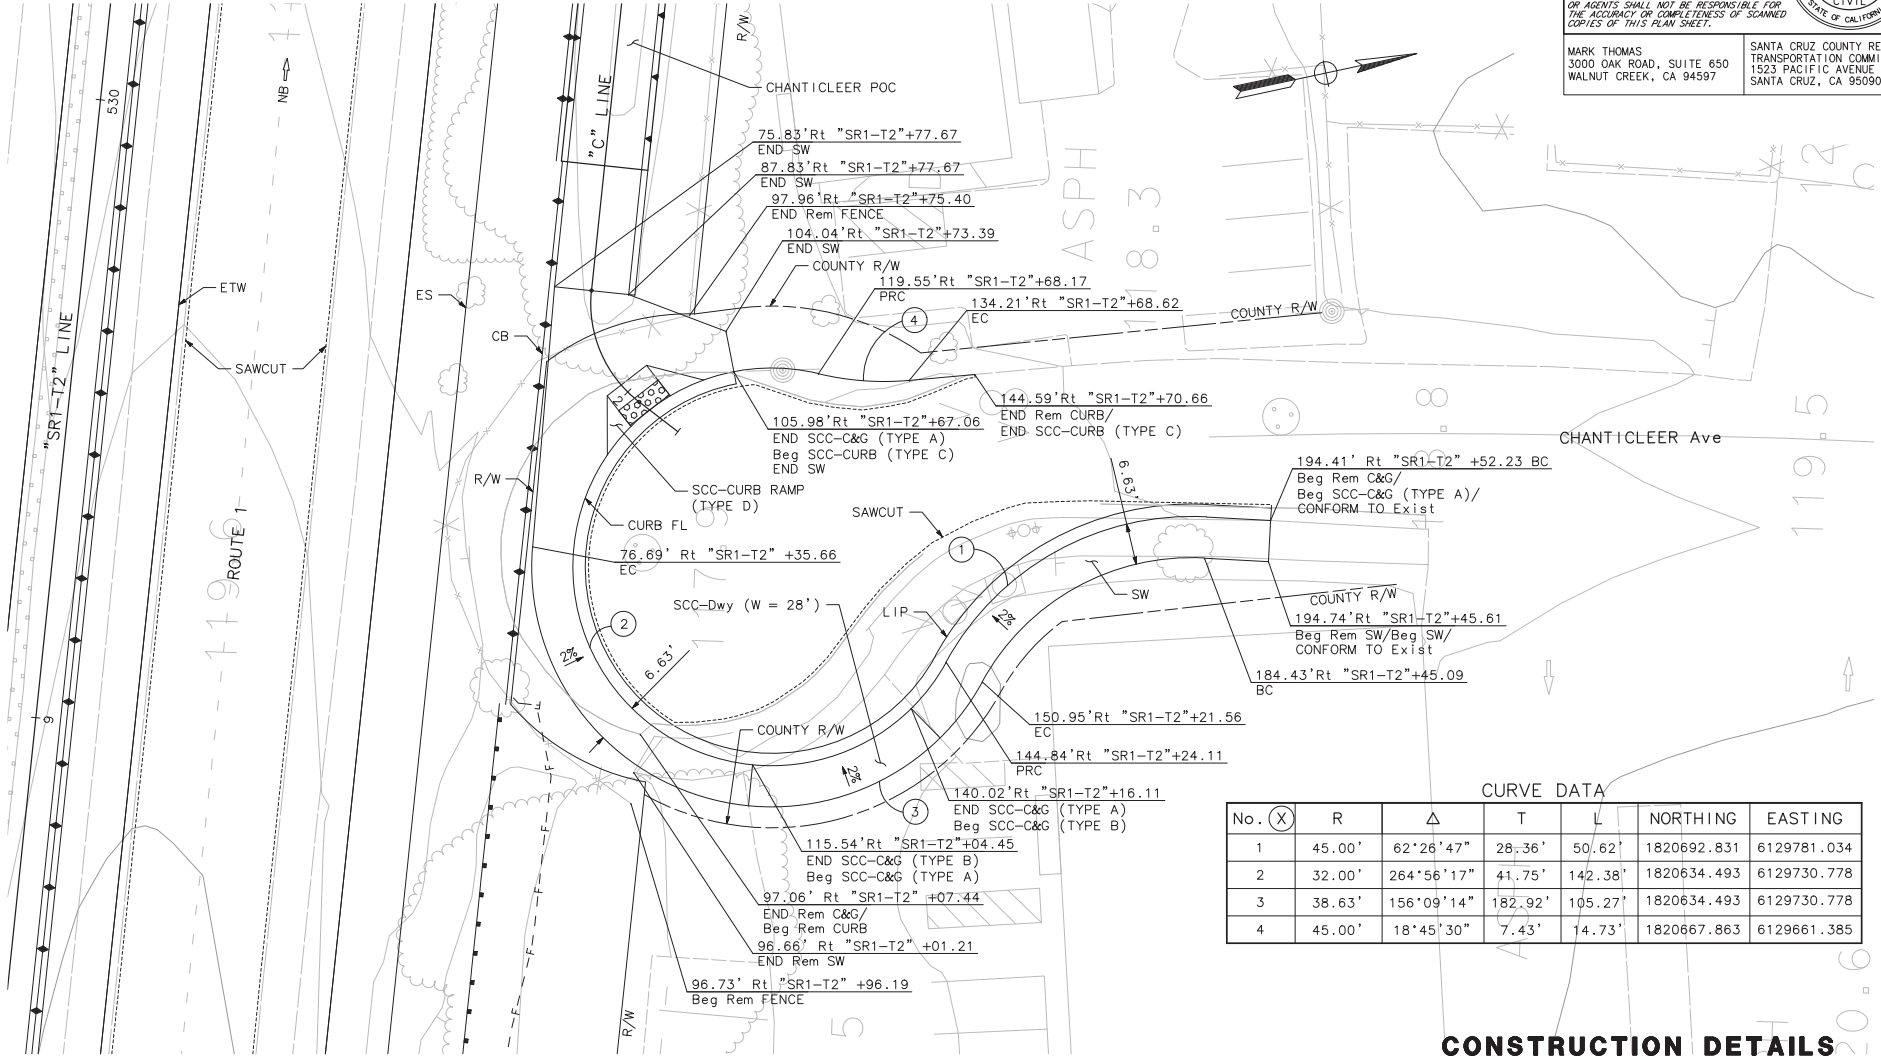 OR AGENTS SHALL NOT BE RESPONSIBLE FOR
THE ACCURACY OR COMPLETENESS OF SCANNED
COPIES OF THIS PLAN SHEET.
CIVIL
STATE OF CALIFORN
MARK THOMAS
3000 OAK ROAD, SUITE 650
WALNUT CREEK, CA 94597
SANTA CRUZ COUNTY RE
TRANSPORTATION COMMI
1523 PACIFIC AVENUE
SANTA CRUZ, CA 95090
530
NB
"C" LINE
R/W
CHANTICLEER POC
75.83'Rt "SR1-T2"+77.67
END SW
87.83'Rt "SR1-T2"+77.67
END SW
97.96'Rt "SR1-T2"+75.40
END Rem FENCE
104.04'Rt "SR1-T2"+73.39
END SW
COUNTY R/W
119.55'Rt "SR1-T2"+68.17
PRC
134.21'Rt "SR1-T2"+68.62
EC
4
COUNTY R/W
ASPH
118.3
ETW
ES
CB
SAWCUT
"SR1-T2" LINE
R/W
ROUTE 1
119.6
2%
144.59'Rt "SR1-T2"+70.66
END Rem CURB/
END SCC-CURB (TYPE C)
105.98'Rt "SR1-T2"+67.06
END SCC-C&G (TYPE A)
Beg SCC-CURB (TYPE C)
END SW
CHANTICLEER Ave
119.5
118.8
194.41' Rt "SR1-T2" +52.23 BC
Beg Rem C&G/
Beg SCC-C&G (TYPE A)/
CONFORM TO Exist
6.63'
SCC-CURB RAMP
(TYPE D)
SAWCUT
CURB FL
76.69' Rt "SR1-T2" +35.66
EC
1
SW
SCC-Dwy (W = 28')
LIP
2%
COUNTY R/W
2
194.74'Rt "SR1-T2"+45.61
Beg Rem SW/Beg SW/
CONFORM TO Exist
2%
6.63'
184.43'Rt "SR1-T2"+45.09
BC
9
150.95'Rt "SR1-T2"+21.56
EC
COUNTY R/W
144.84'Rt "SR1-T2"+24.11
PRC
2%
140.02'Rt "SR1-T2"+16.11
END SCC-C&G (TYPE A)
Beg SCC-C&G (TYPE B)
3
115.54'Rt "SR1-T2"+04.45
END SCC-C&G (TYPE B)
Beg SCC-C&G (TYPE A)
97.06' Rt "SR1-T2" +07.44
END Rem C&G/
Beg Rem CURB
96.66' Rt "SR1-T2" +01.21
END Rem SW
96.73' Rt "SR1-T2" +96.19
Beg Rem FENCE
R/W
F
F
F
F
F
F
CURVE DATA
No. X R Δ T L NORTHING EASTING
1 45.00' 62°26'47" 28.36' 50.62' 1820692.831 6129781.034
2 32.00' 264°56'17" 41.75' 142.38' 1820634.493 6129730.778
3 38.63' 156°09'14" 182.92' 105.27' 1820634.493 6129730.778
4 45.00' 18°45'30" 7.43' 14.73' 1820667.863 6129661.385
CONSTRUCTION DETAILS